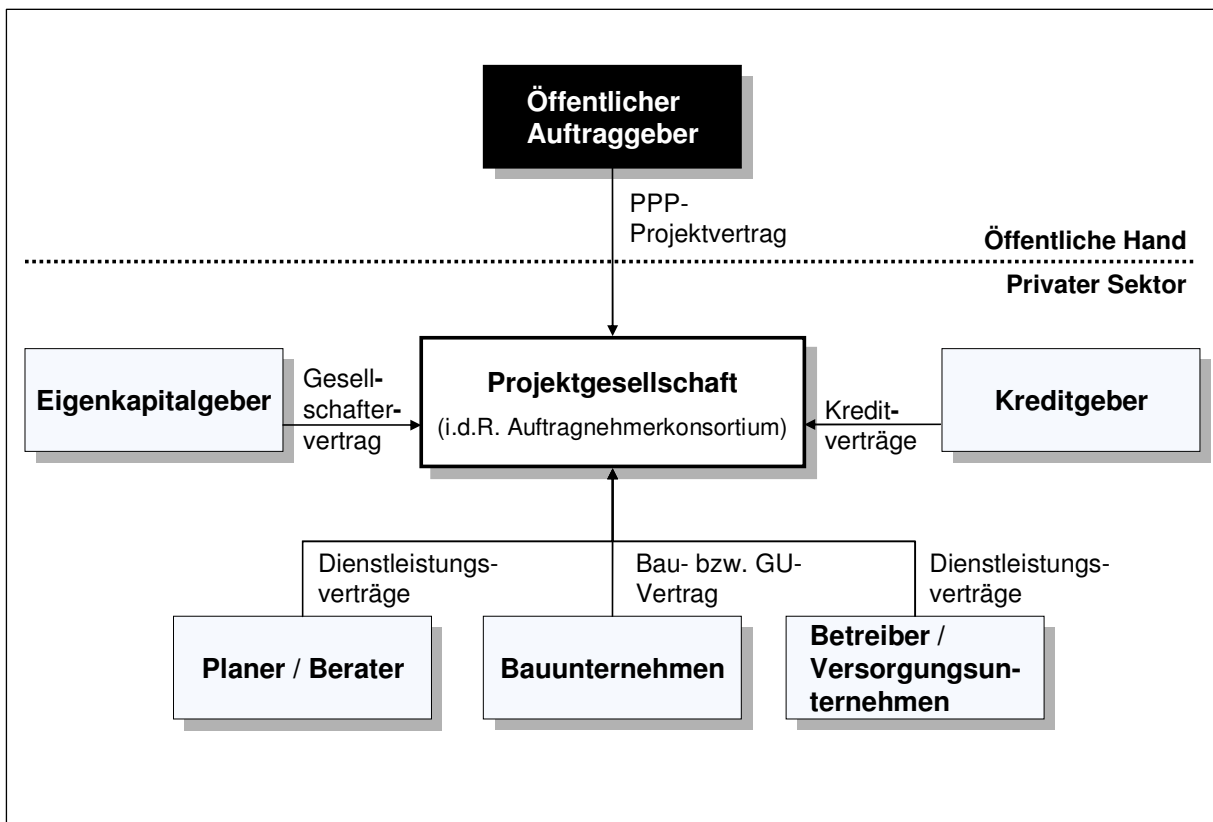 Öffentlicher
Auftraggeber
PPP-
Projektvertrag
Öffentliche Hand
Privater Sektor
Eigenkapitalgeber
Gesell-
schafter-
vertrag
Projektgesellschaft
(i.d.R. Auftragnehmerkonsortium)
Kredit-
verträge
Kreditgeber
Dienstleistungs-
verträge
Bau- bzw. GU-
Vertrag
Dienstleistungs-
verträge
Planer / Berater
Bauunternehmen
Betreiber /
Versorgungsun-
ternehmen